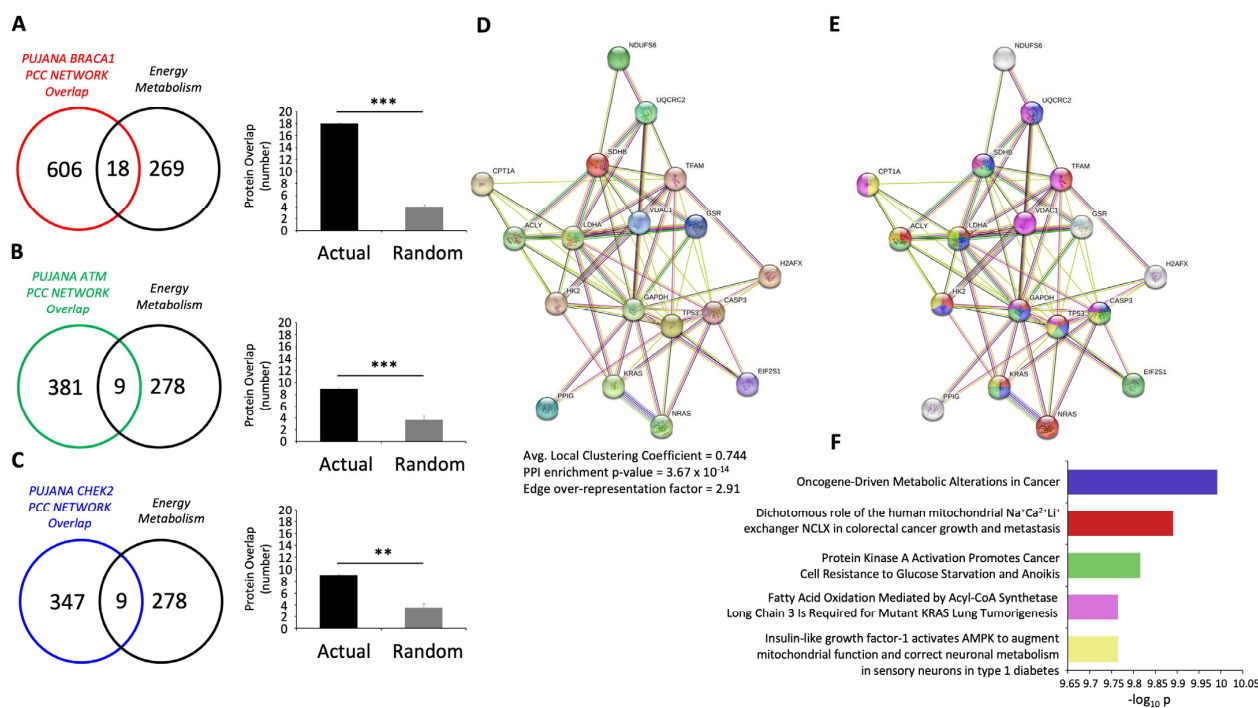 A
PUJANA BRACA1
PCC NETWORK
Overlap
Energy
Metabolism
606
18
269
Protein Overlap
(number)
20
18
16
14
12
10
8
6
4
2
0
***
Actual
Random
B
PUJANA ATM
PCC NETWORK
Overlap
Energy
Metabolism
381
9
278
Protein Overlap
(number)
20
18
16
14
12
10
8
6
4
2
0
***
Actual
Random
C
PUJANA CHEK2
PCC NETWORK
Overlap
Energy
Metabolism
347
9
278
Protein Overlap
(number)
20
18
16
14
12
10
8
6
4
2
0
**
Actual
Random
D
NDUFS6
UQCRC2
SDHB
TFAM
CPT1A
VDAC1
GSR
ACLY
LDHA
H2AFX
HK2
GAPDH
CASP3
TP53
EIF2S1
KRAS
PPIG
NRAS
Avg. Local Clustering Coefficient = 0.744
PPI enrichment p-value = 3.67 x 10⁻¹⁴
Edge over-representation factor = 2.91
E
NDUFS6
UQCRC2
SDHB
TFAM
CPT1A
VDAC1
GSR
ACLY
LDHA
H2AFX
HK2
GAPDH
CASP3
TP53
EIF2S1
KRAS
PPIG
NRAS
F
Oncogene-Driven Metabolic Alterations in Cancer
Dichotomous role of the human mitochondrial Na⁺Ca²⁺Li⁺
exchanger NCLX in colorectal cancer growth and metastasis
Protein Kinase A Activation Promotes Cancer
Cell Resistance to Glucose Starvation and Anoikis
Fatty Acid Oxidation Mediated by Acyl-CoA Synthetase
Long Chain 3 Is Required for Mutant KRAS Lung Tumorigenesis
Insulin-like growth factor-1 activates AMPK to augment
mitochondrial function and correct neuronal metabolism
in sensory neurons in type 1 diabetes
9.65 9.7 9.75 9.8 9.85 9.9 9.95 10 10.05
-log₁₀ p